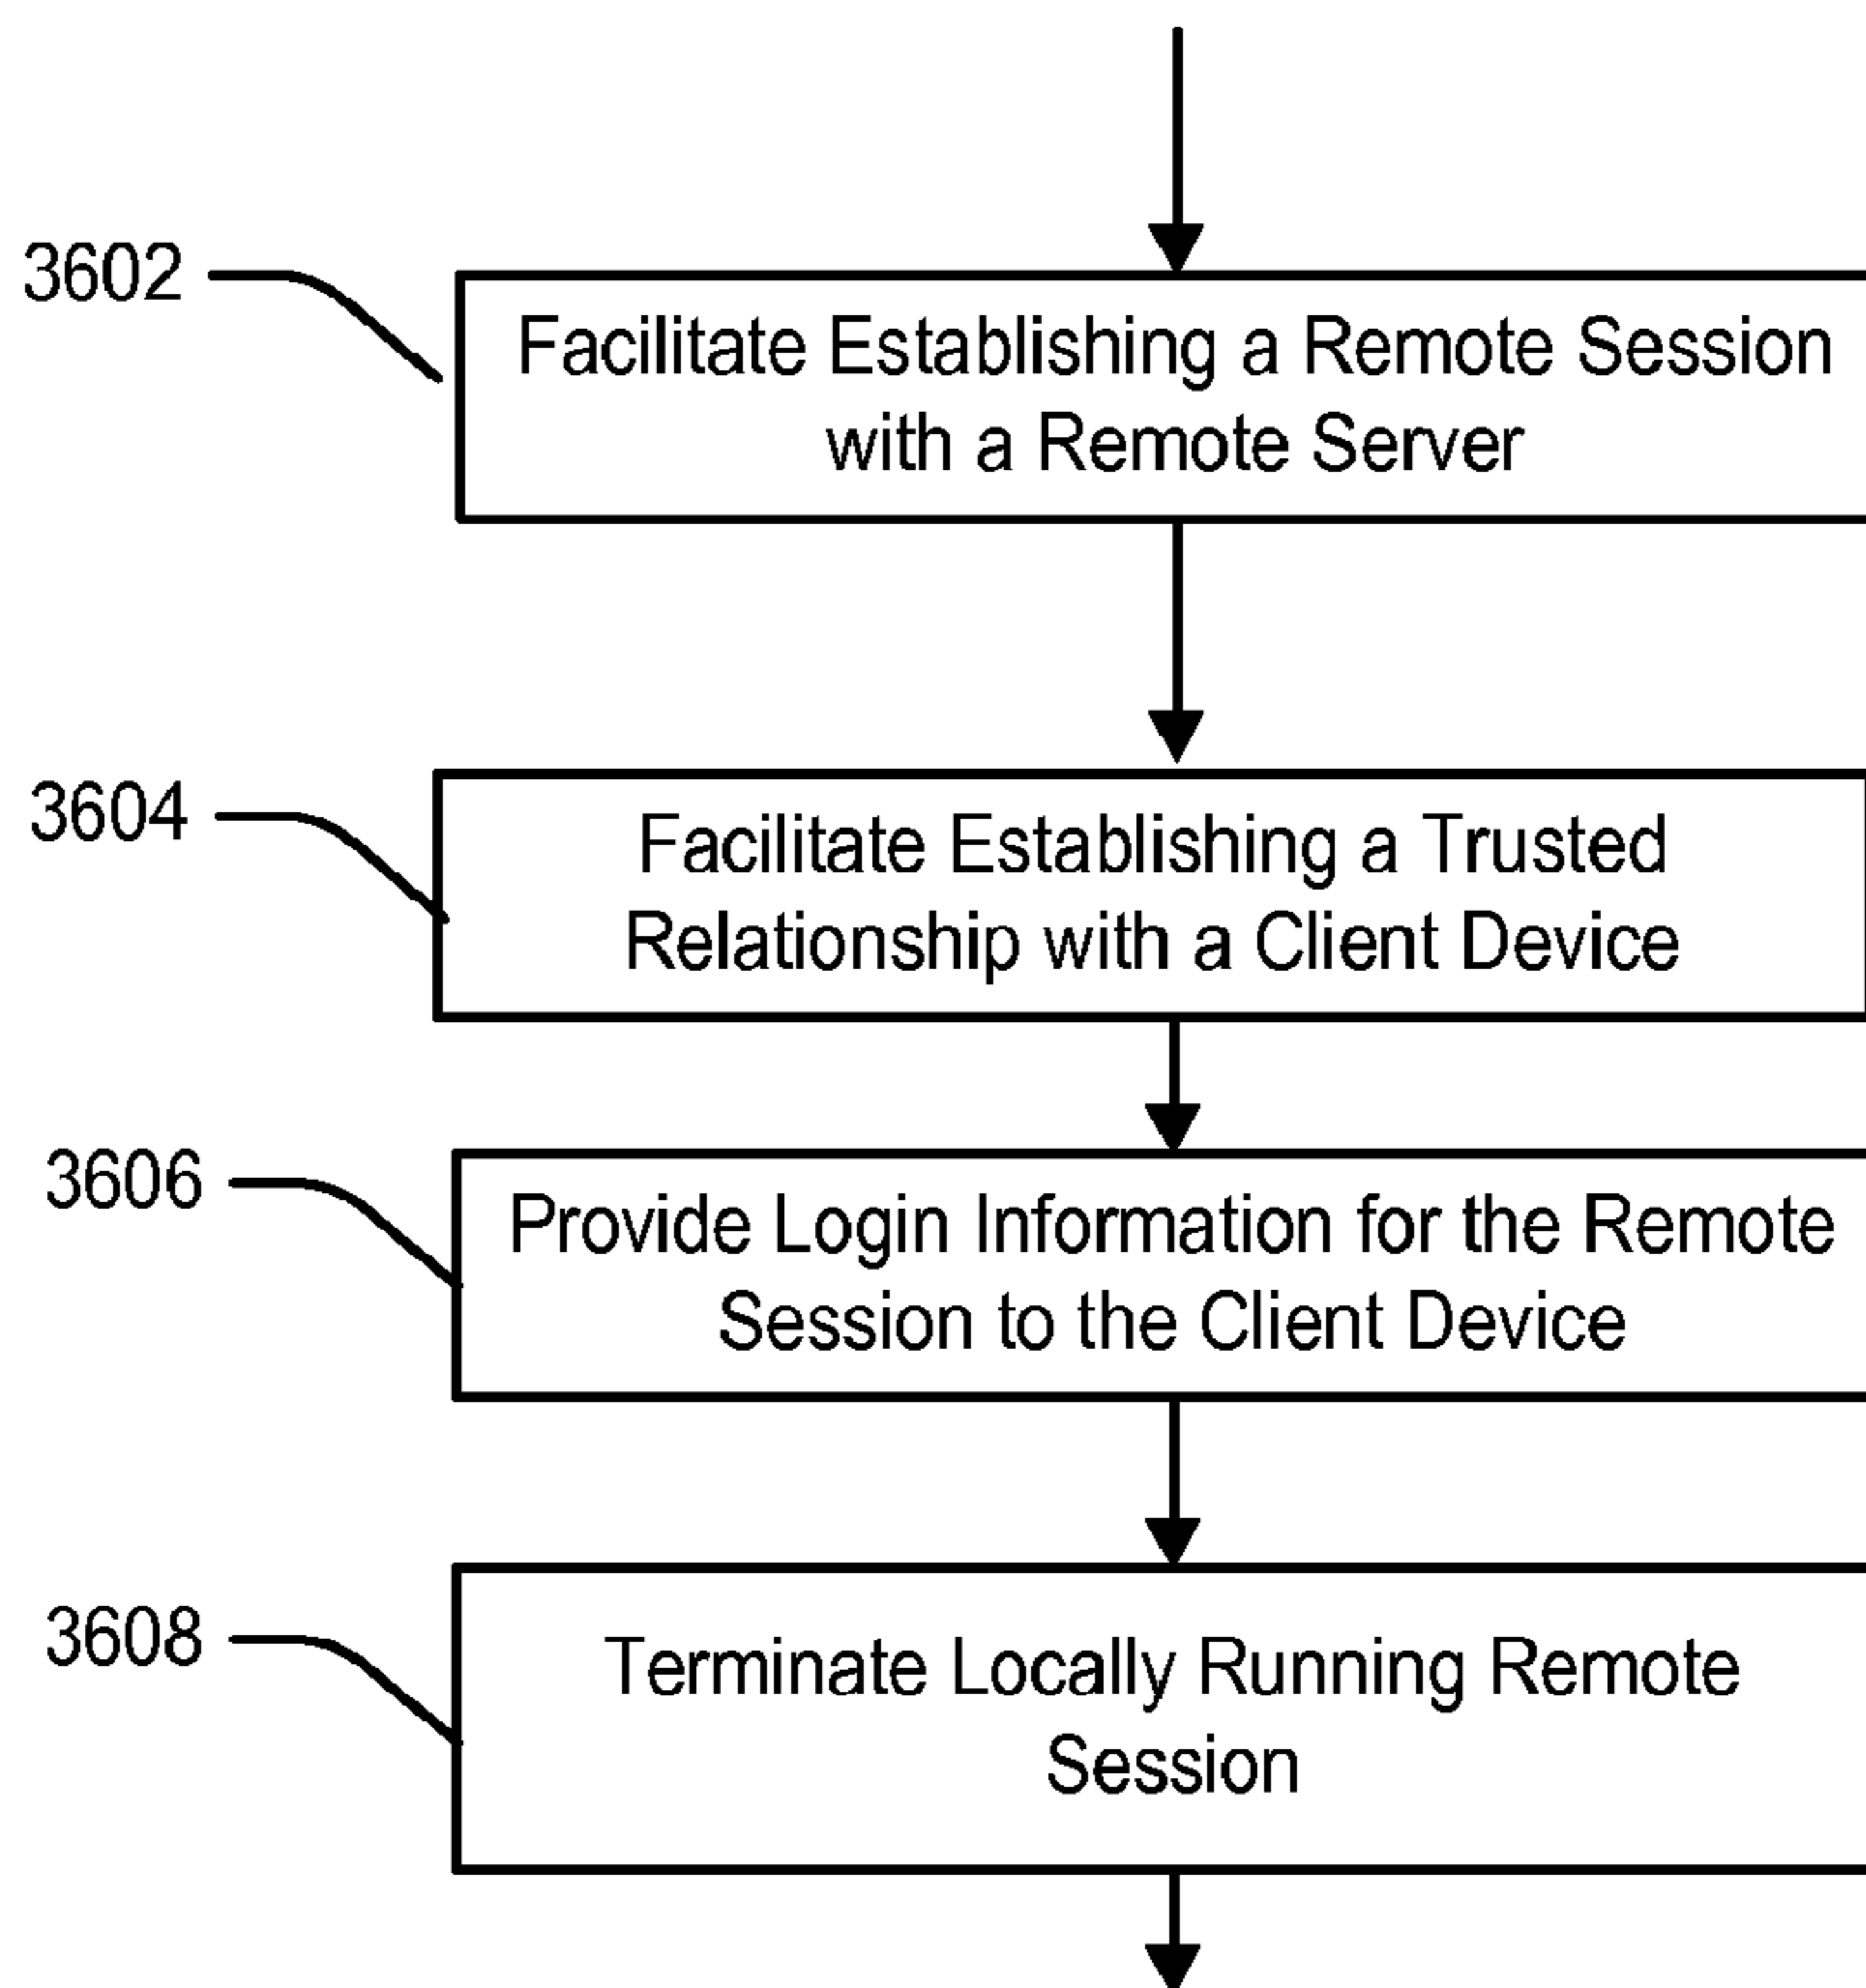 3602
Facilitate Establishing a Remote Session
with a Remote Server
3604
Facilitate Establishing a Trusted
Relationship with a Client Device
3606
Provide Login Information for the Remote
Session to the Client Device
3608
Terminate Locally Running Remote
Session